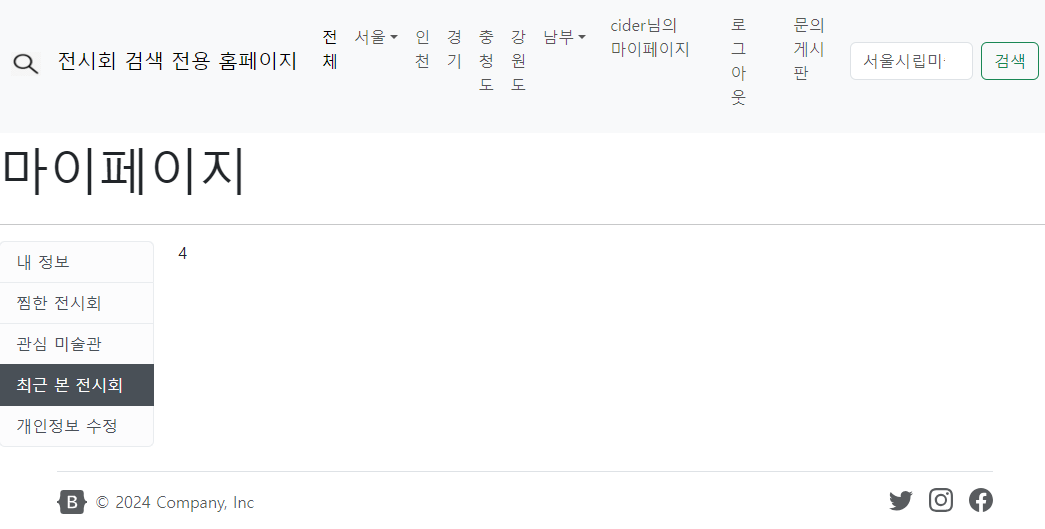 전시회 검색 전용 홈페이지
전체
서울
인천
경기
충청도
강원도
남부
cider님의
마이페이지
로그아웃
문의게시판
서울시립미
검색
마이페이지
내 정보
찜한 전시회
관심 미술관
최근 본 전시회
개인정보 수정
4
B
© 2024 Company, Inc